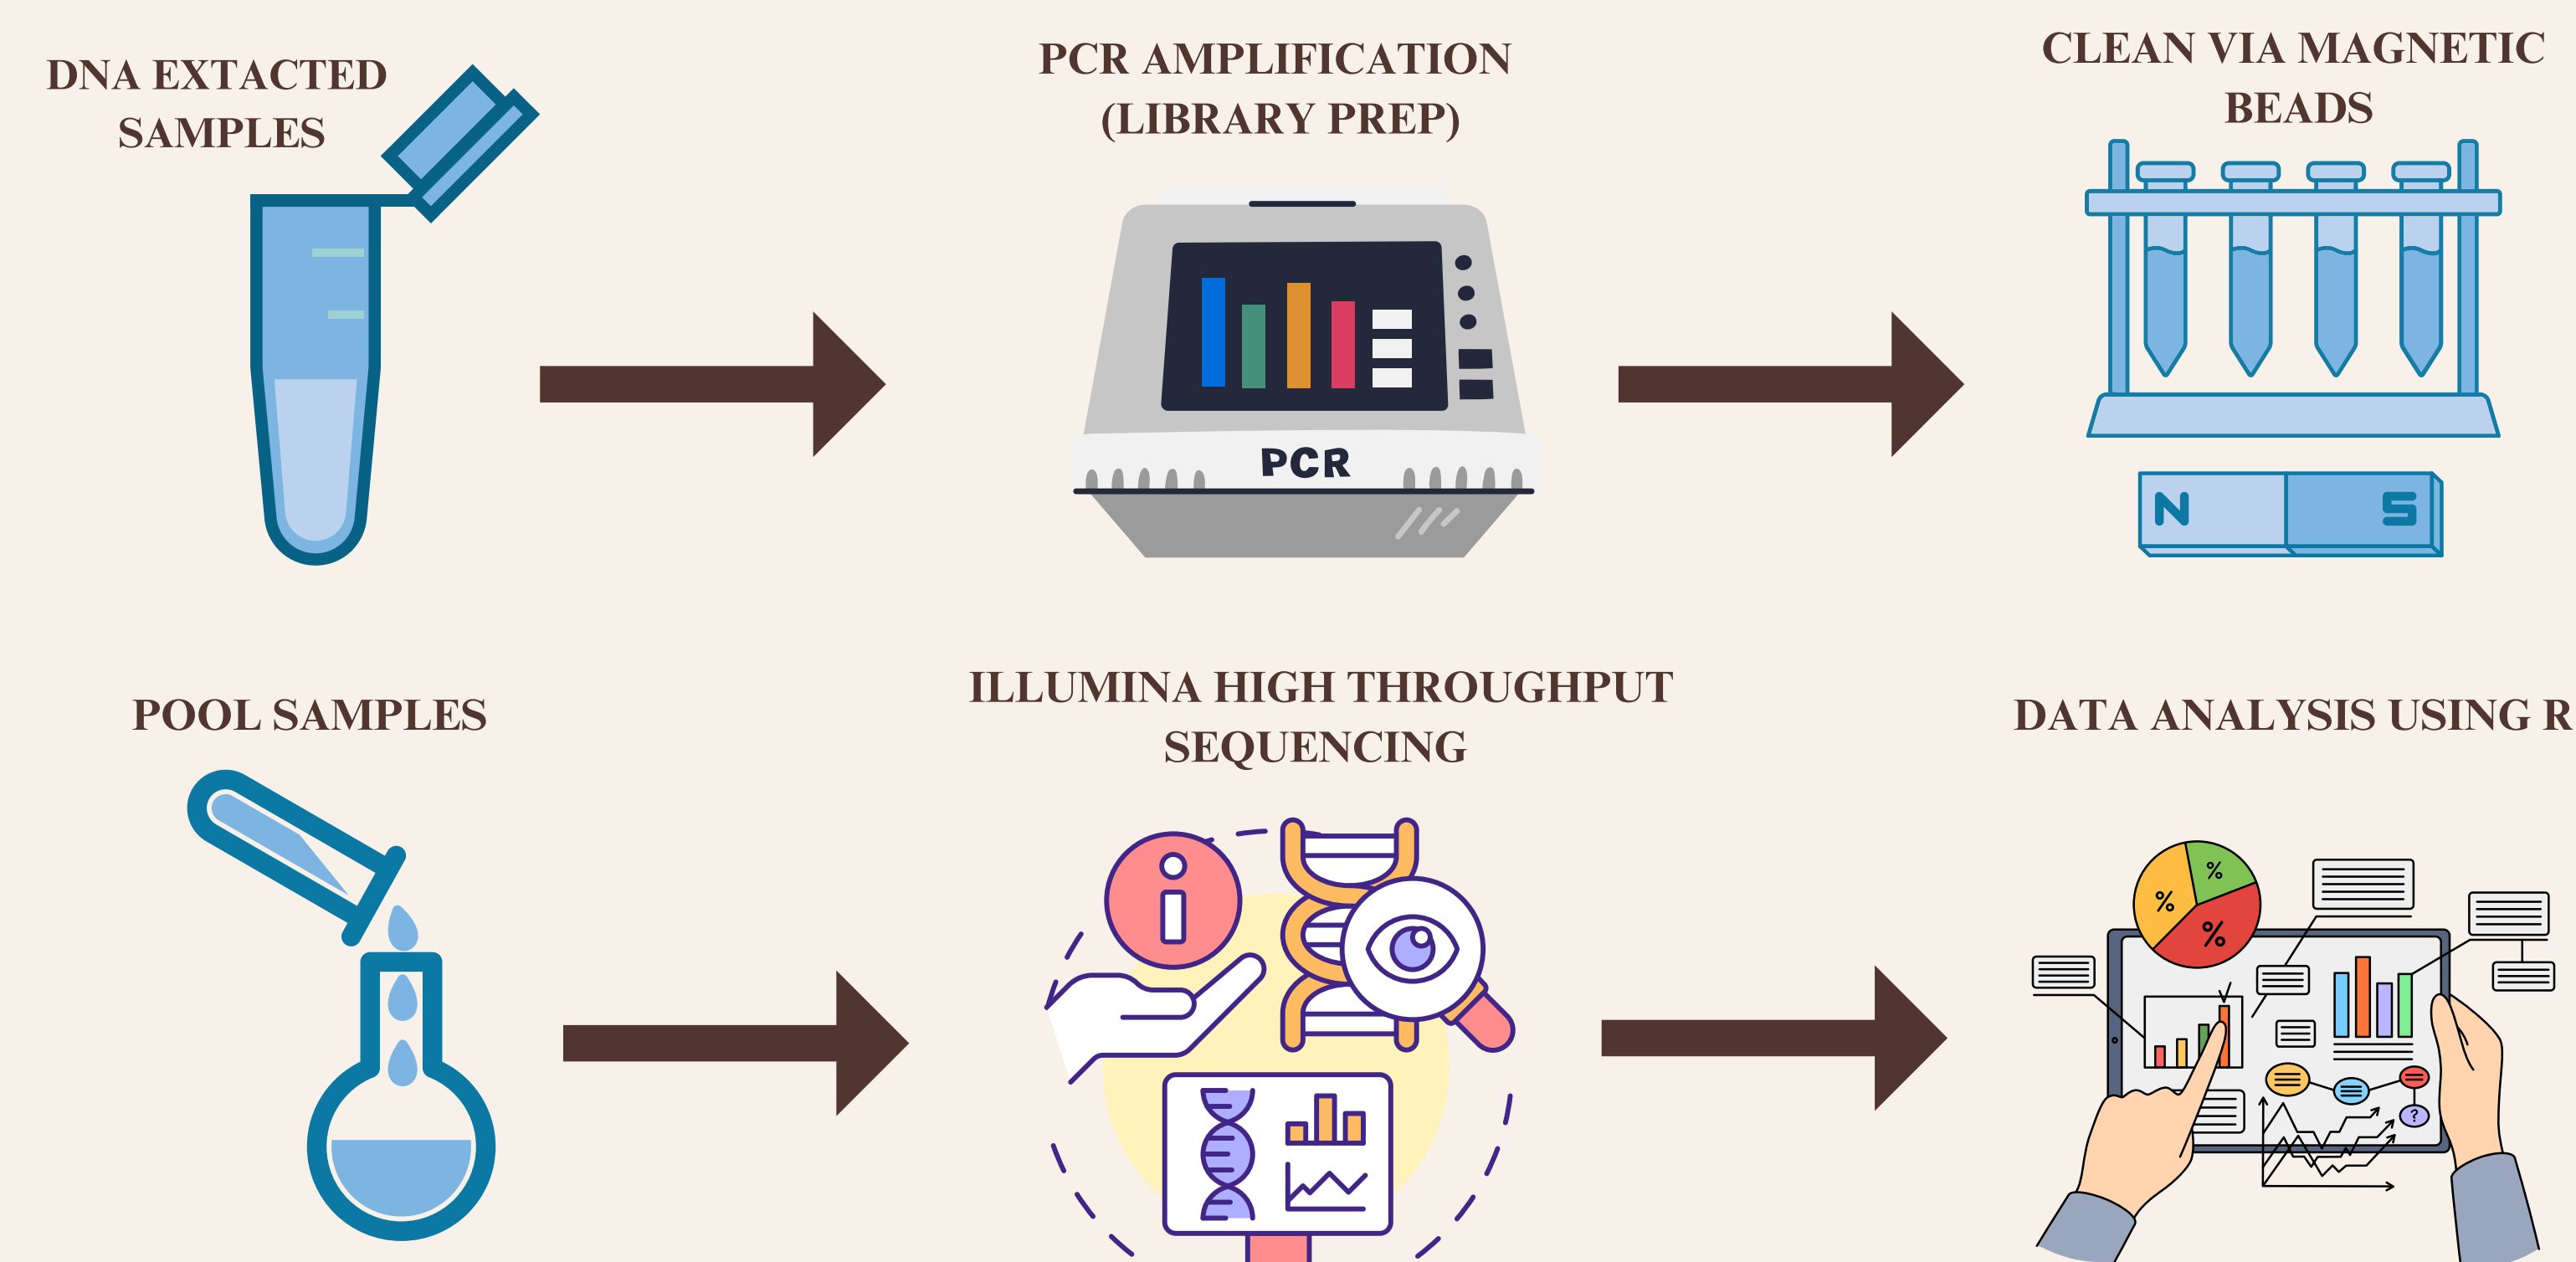 DNA EXTACTED
SAMPLES
PCR AMPLIFICATION
(LIBRARY PREP)
PCR
CLEAN VIA MAGNETIC
BEADS
N S
POOL SAMPLES
ILLUMINA HIGH THROUGHPUT
SEQUENCING
i
DATA ANALYSIS USING R
%
%
%
?